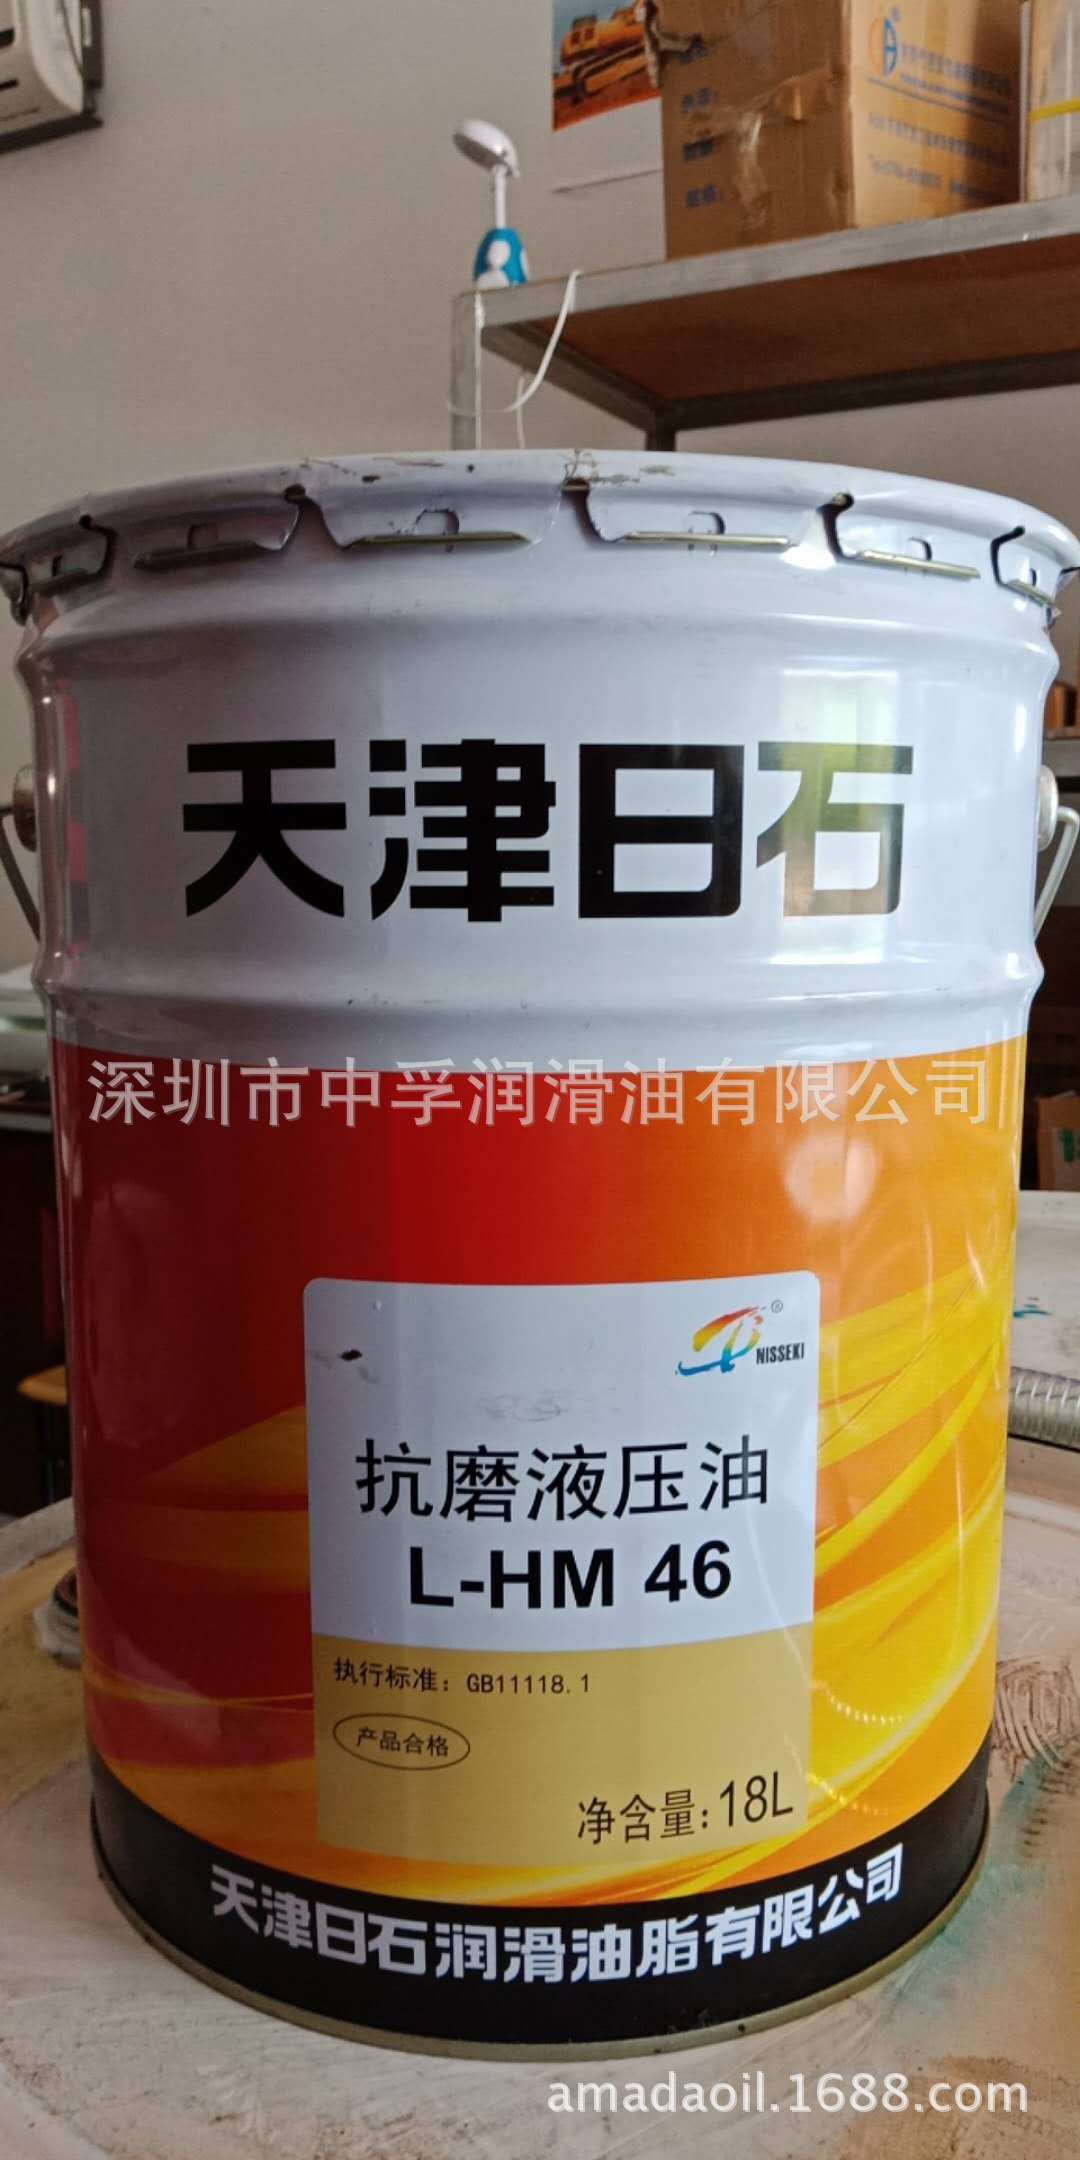 天津日石
深圳市中孚润滑油有限公司
NISSEKI
抗磨液压油
L-HM 46
执行标准：GB11118.1
产品合格
净含量:18L
天津日石润滑油脂有限公司
amadaoil.1688.com